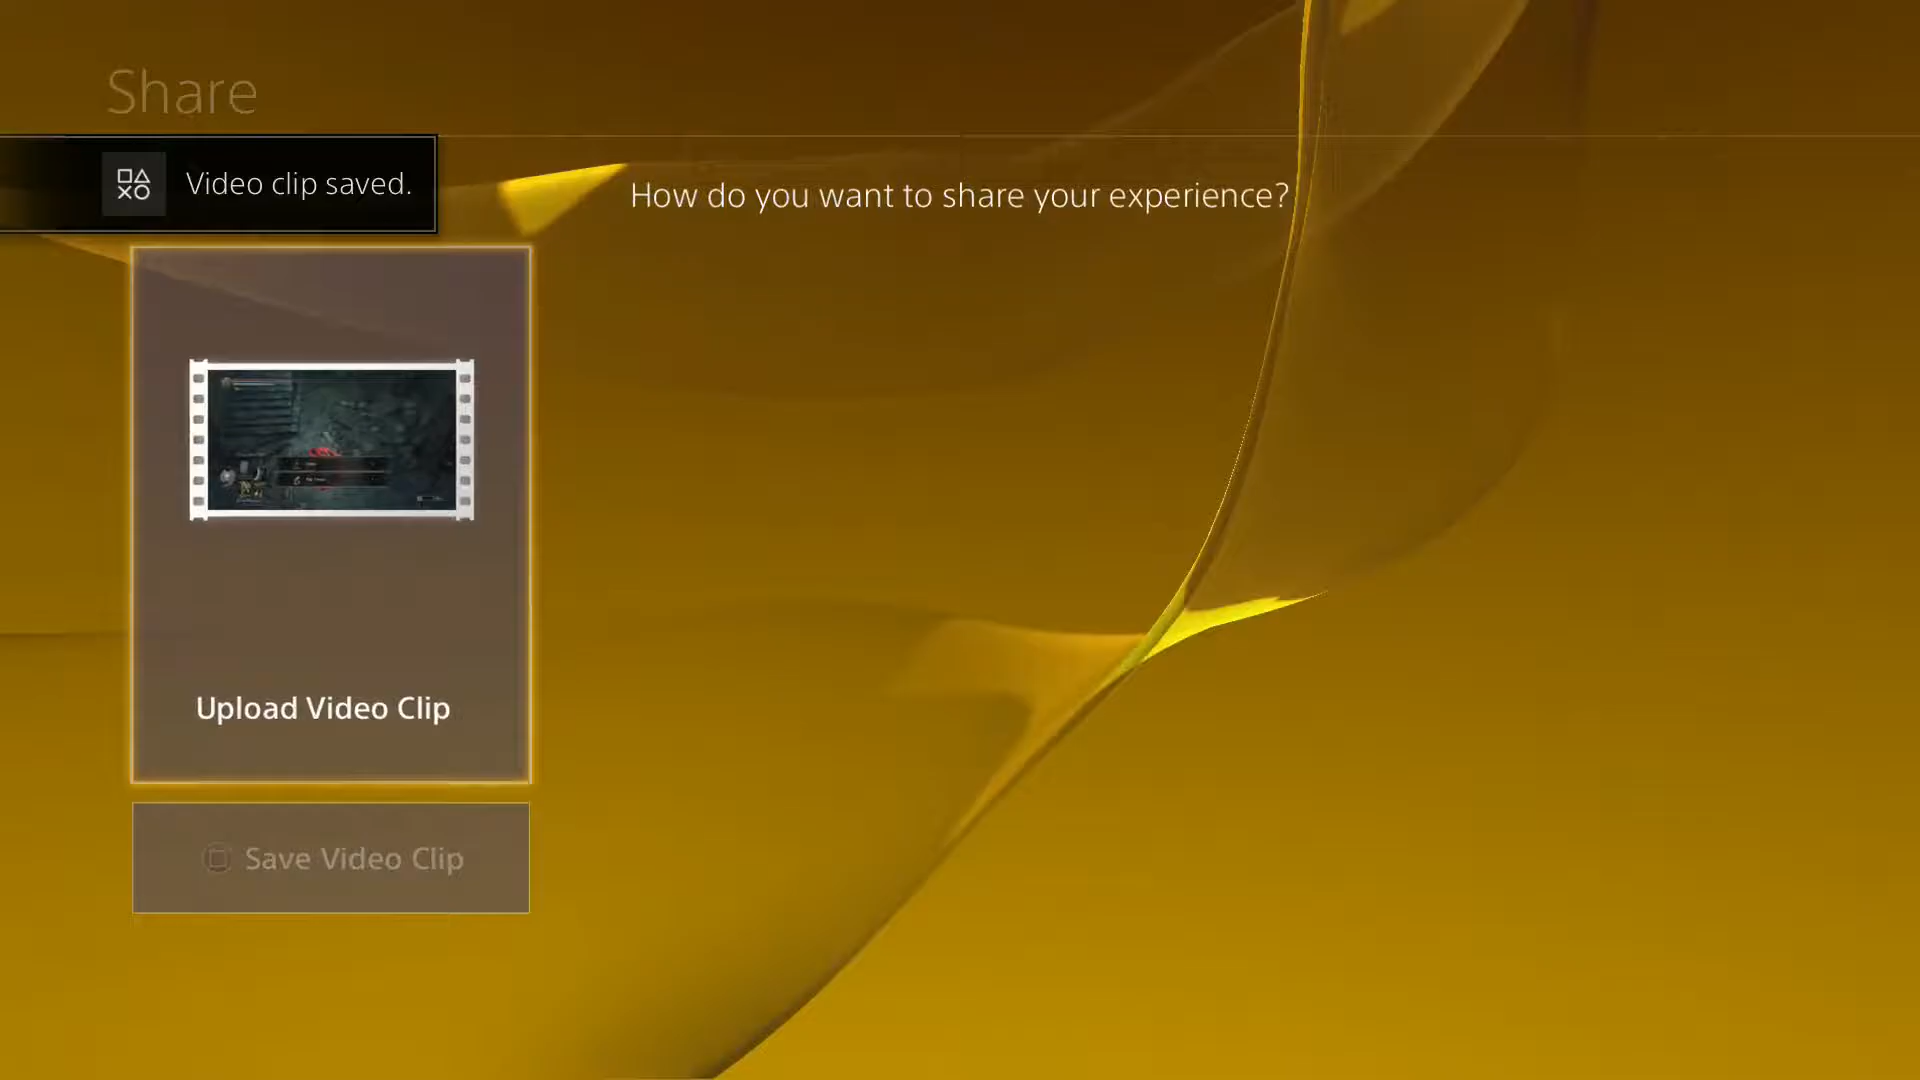 Share
Video clip saved.
How do you want to share your experience?
Upload Video Clip
Save Video Clip